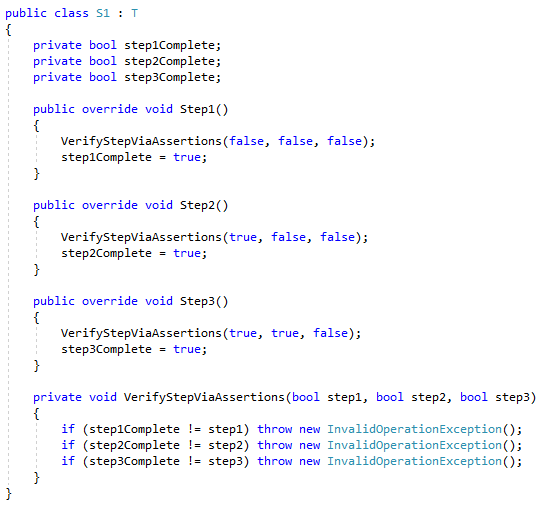 public class S1 : T
{
    private bool step1Complete;
    private bool step2Complete;
    private bool step3Complete;

    public override void Step1()
    {
        VerifyStepViaAssertions(false, false, false);
        step1Complete = true;
    }

    public override void Step2()
    {
        VerifyStepViaAssertions(true, false, false);
        step2Complete = true;
    }

    public override void Step3()
    {
        VerifyStepViaAssertions(true, true, false);
        step3Complete = true;
    }

    private void VerifyStepViaAssertions(bool step1, bool step2, bool step3)
    {
        if (step1Complete != step1) throw new InvalidOperationException();
        if (step2Complete != step2) throw new InvalidOperationException();
        if (step3Complete != step3) throw new InvalidOperationException();
    }
}